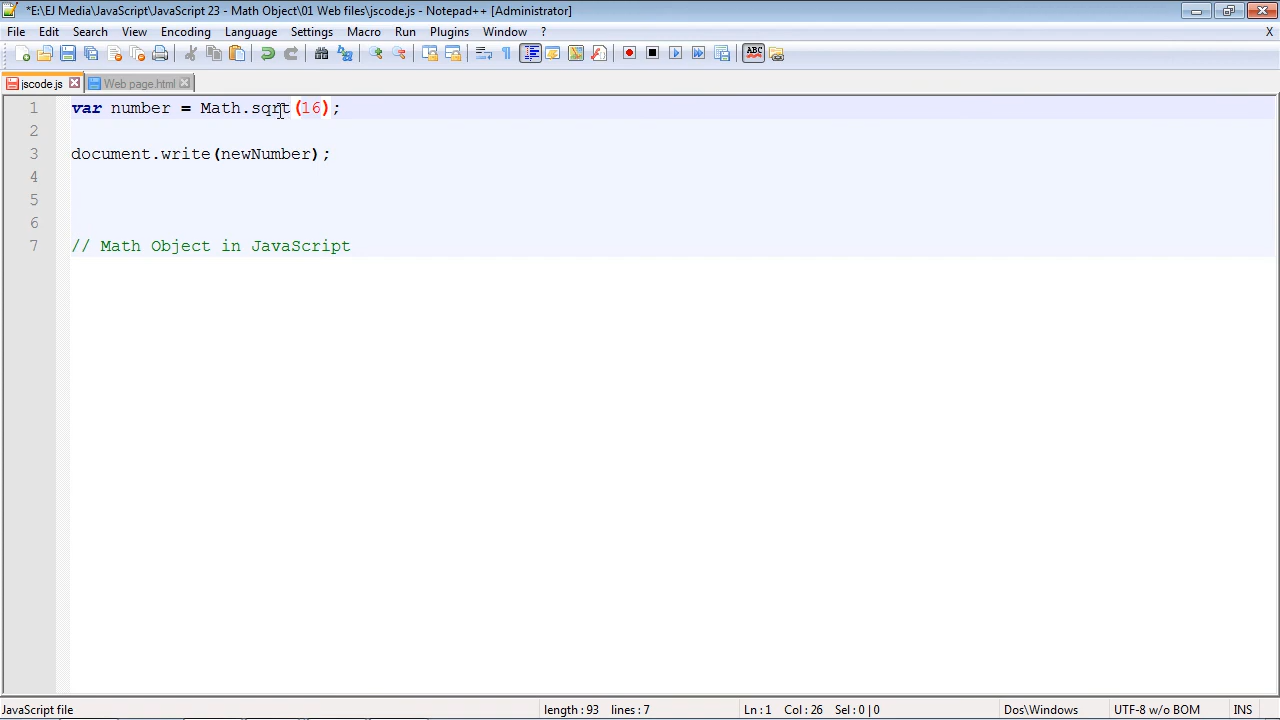 *E:\EJ Media\JavaScript\JavaScript 23 - Math Object\01 Web files\jscode.js - Notepad++ [Administrator]
File Edit Search View Encoding Language Settings Macro Run Plugins Window ? X
ABC
jscode.js Web page.html
1 var number = Math.sqrt(16);
2
3 document.write(newNumber);
4
5
6
7 // Math Object in JavaScript
JavaScript file length : 93 lines : 7 Ln : 1 Col : 26 Sel : 0 | 0 Dos\Windows UTF-8 w/o BOM INS